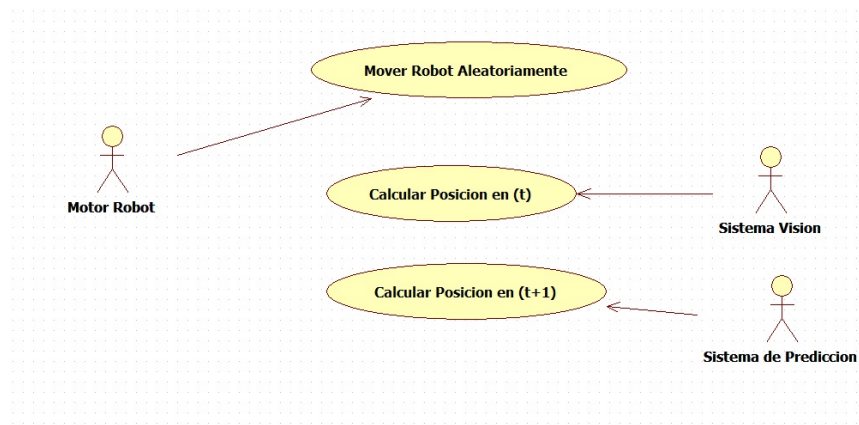 Mover Robot Aleatoriamente
Motor Robot
Calcular Posicion en (t)
Sistema Vision
Calcular Posicion en (t+1)
Sistema de Prediccion